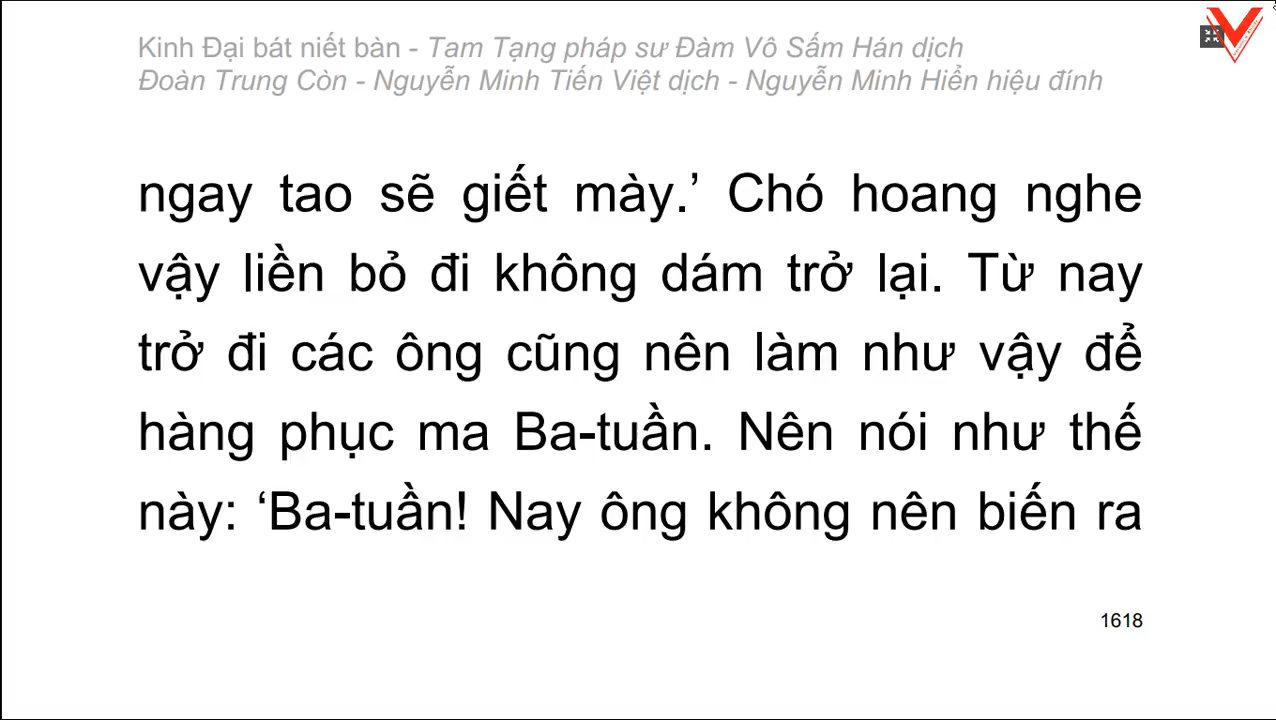 Kinh Đại bát niết bàn - Tam Tạng pháp sư Đàm Vô Sấm Hán dịch
Đoàn Trung Còn - Nguyễn Minh Tiến Việt dịch - Nguyễn Minh Hiển hiệu đính
ngay tao sẽ giết mày.’ Chó hoang nghe
vậy liền bỏ đi không dám trở lại. Từ nay
trở đi các ông cũng nên làm như vậy để
hàng phục ma Ba-tuần. Nên nói như thế
này: ‘Ba-tuần! Nay ông không nên biến ra
1618